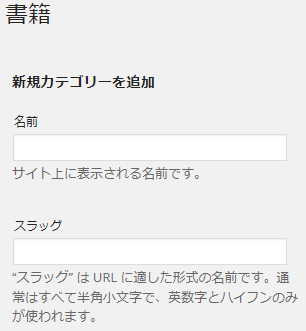 書籍
新規カテゴリーを追加
名前
サイト上に表示される名前です。
スラッグ
“スラッグ” は URL に適した形式の名前です。通
常はすべて半角小文字で、英数字とハイフンのみ
が使われます。